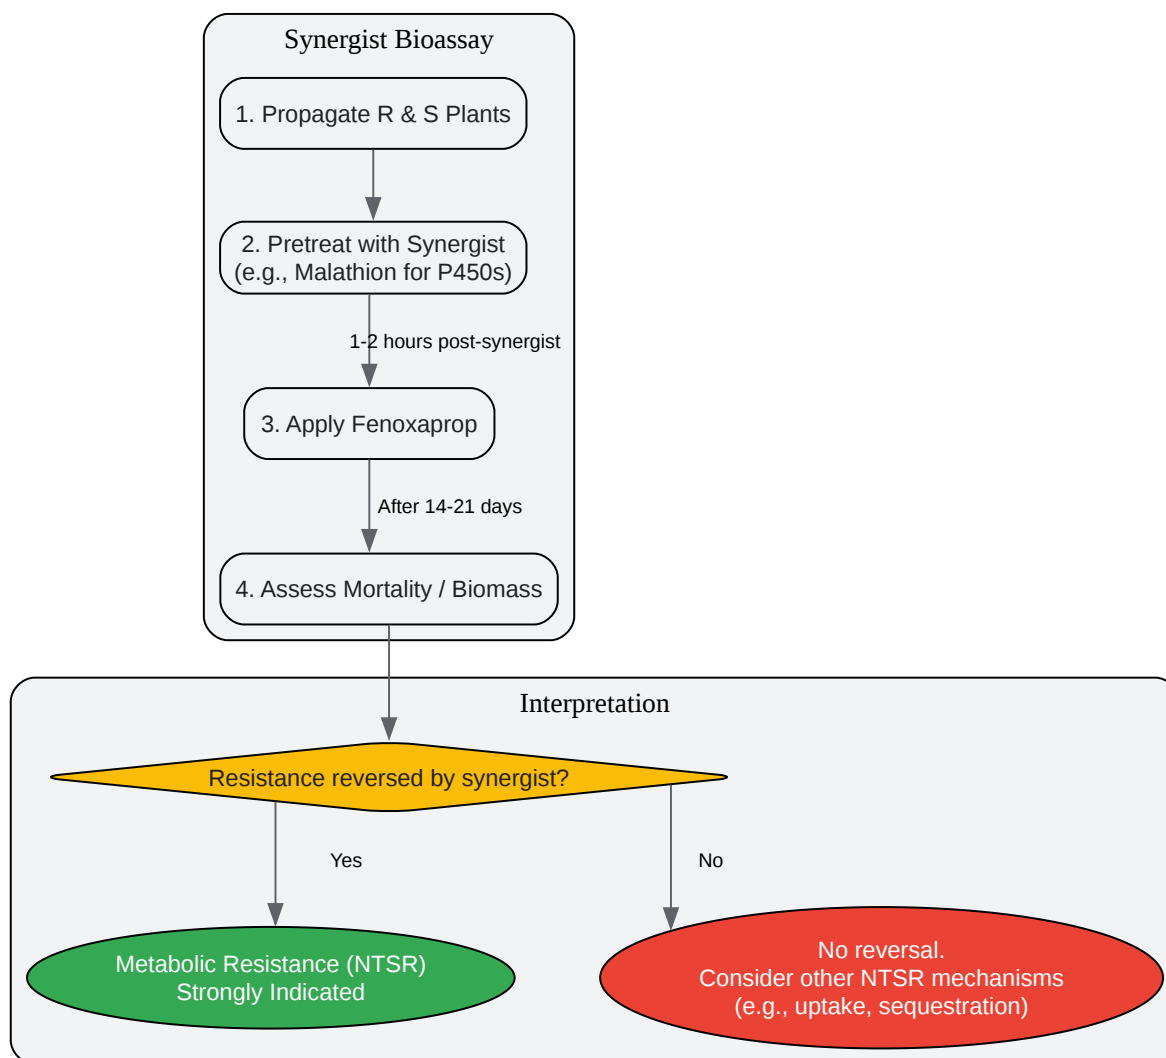 Synergist Bioassay
1. Propagate R & S Plants
2. Pretreat with Synergist
(e.g., Malathion for P450s)
1-2 hours post-synergist
3. Apply Fenoxaprop
After 14-21 days
4. Assess Mortality / Biomass
Interpretation
Resistance reversed by synergist?
Yes
No
Metabolic Resistance (NTSR)
Strongly Indicated
No reversal.
Consider other NTSR mechanisms
(e.g., uptake, sequestration)